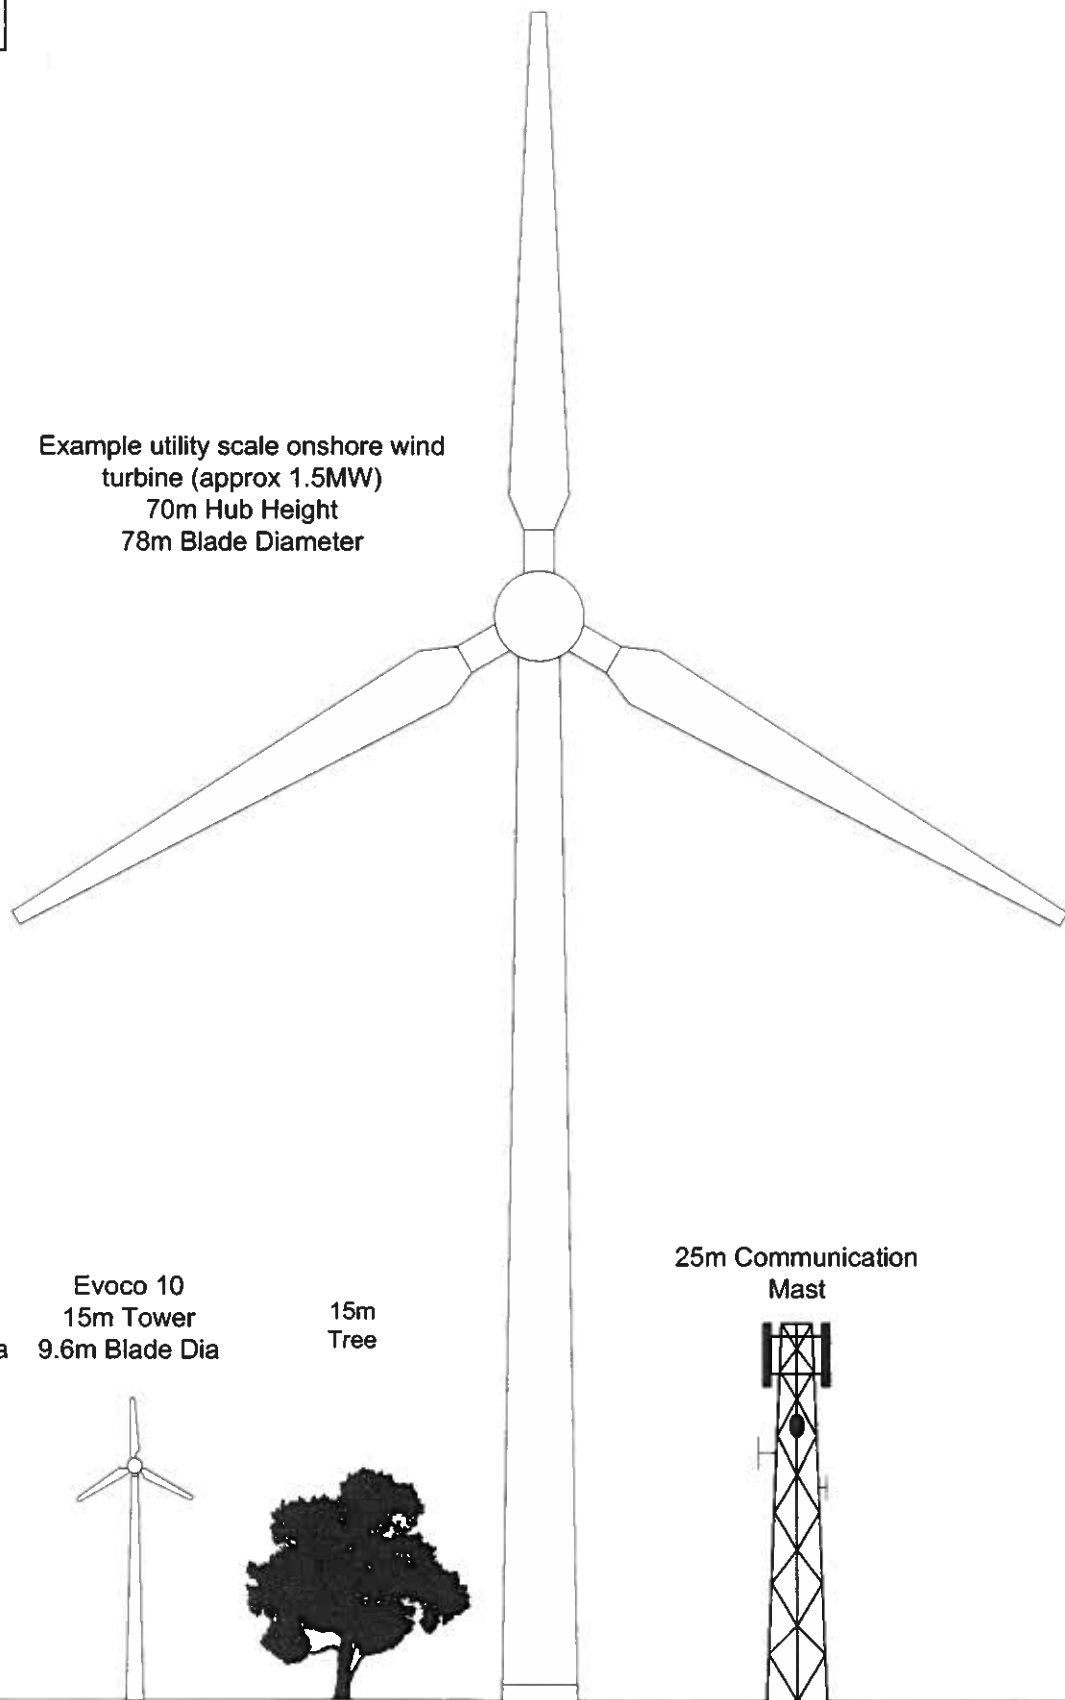 Example utility scale onshore wind
turbine (approx 1.5MW)
70m Hub Height
78m Blade Diameter
25m Communication
Mast
Evoco 10
15m Tower
a 9.6m Blade Dia
15m
Tree